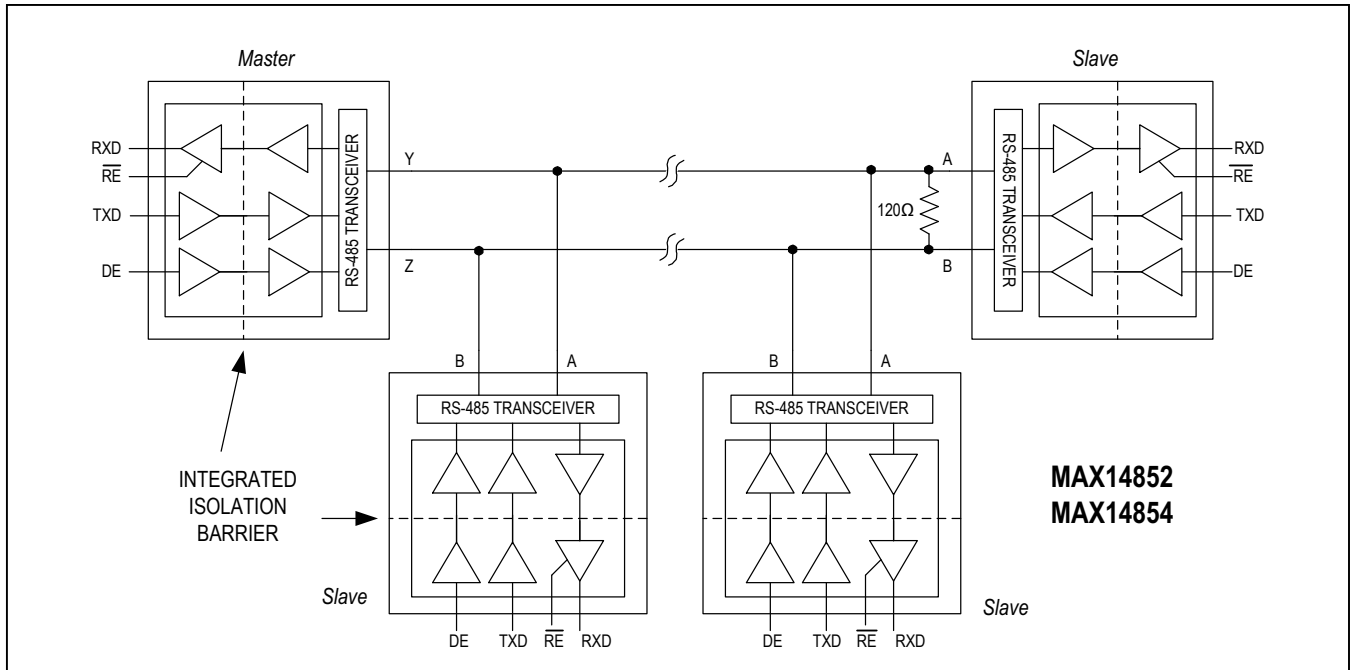 Master
Slave
RXD
RE
TXD
DE
RS-485 TRANSCEIVER
Y
Z
120Ω
A
B
RS-485 TRANSCEIVER
RXD
RE
TXD
DE
B
A
RS-485 TRANSCEIVER
B
A
RS-485 TRANSCEIVER
INTEGRATED
ISOLATION
BARRIER
MAX14852
MAX14854
Slave
DE TXD RE RXD
Slave
DE TXD RE RXD